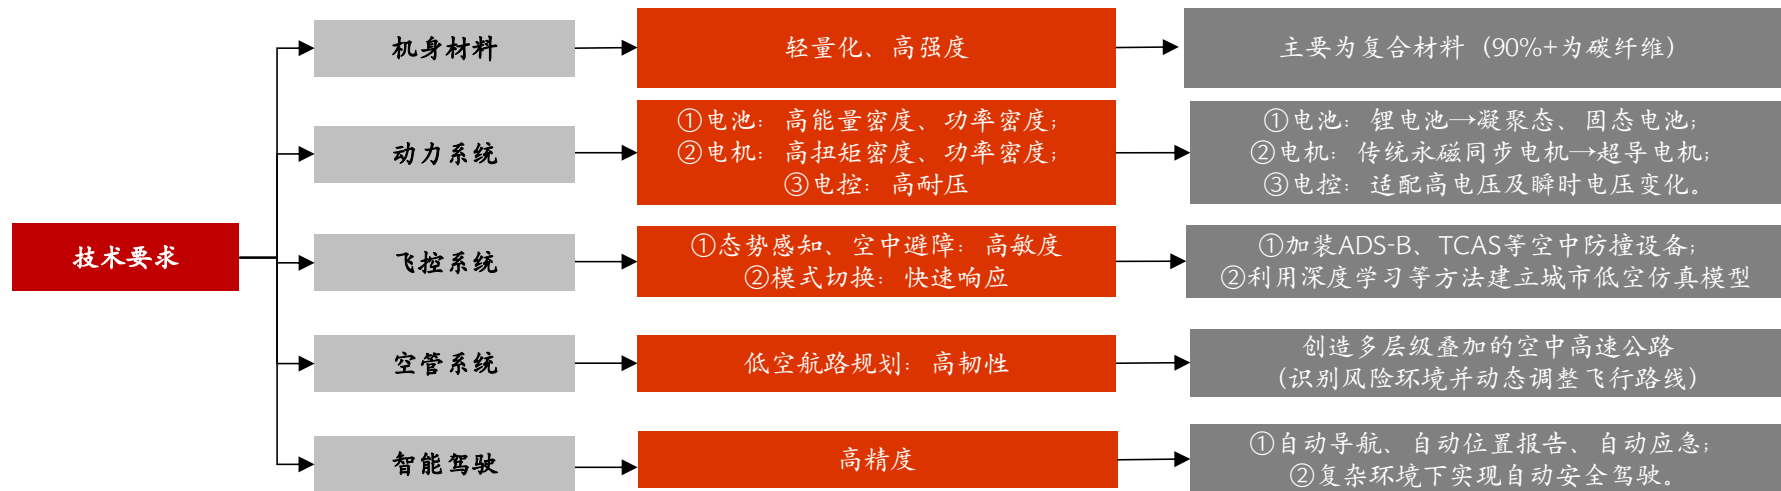 技术要求
机身材料
轻量化、高强度
主要为复合材料（90%+为碳纤维）
动力系统
①电池：高能量密度、功率密度；
②电机：高扭矩密度、功率密度；
③电控：高耐压
①电池：锂电池→凝聚态、固态电池；
②电机：传统永磁同步电机→超导电机；
③电控：适配高电压及瞬时电压变化。
飞控系统
①态势感知、空中避障：高敏度
②模式切换：快速响应
①加装ADS-B、TCAS等空中防撞设备；
②利用深度学习等方法建立城市低空仿真模型
空管系统
低空航路规划：高韧性
创造多层级叠加的空中高速公路
（识别风险环境并动态调整飞行路线）
智能驾驶
高精度
①自动导航、自动位置报告、自动应急；
②复杂环境下实现自动安全驾驶。